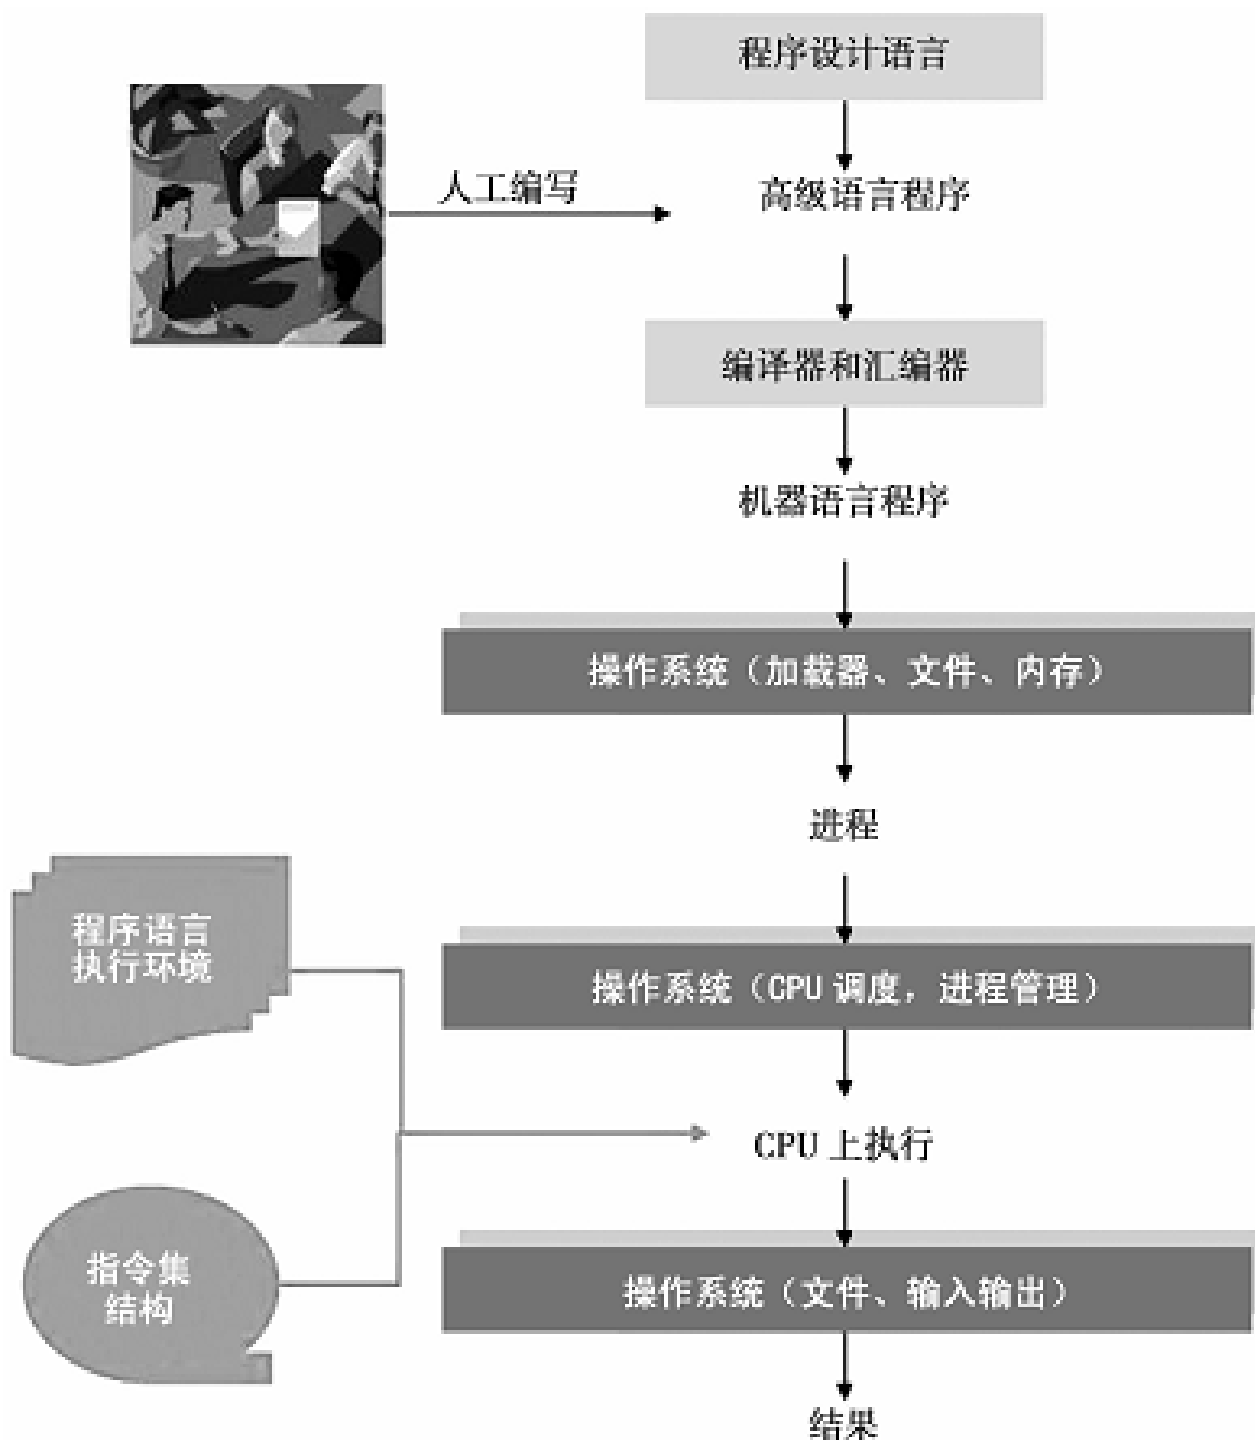 程序设计语言
人工编写
高级语言程序
编译器和汇编器
机器语言程序
操作系统（加载器、文件、内存）
进程
程序语言
执行环境
操作系统（CPU 调度，进程管理）
CPU 上执行
指令集
结构
操作系统（文件、输入输出）
结果